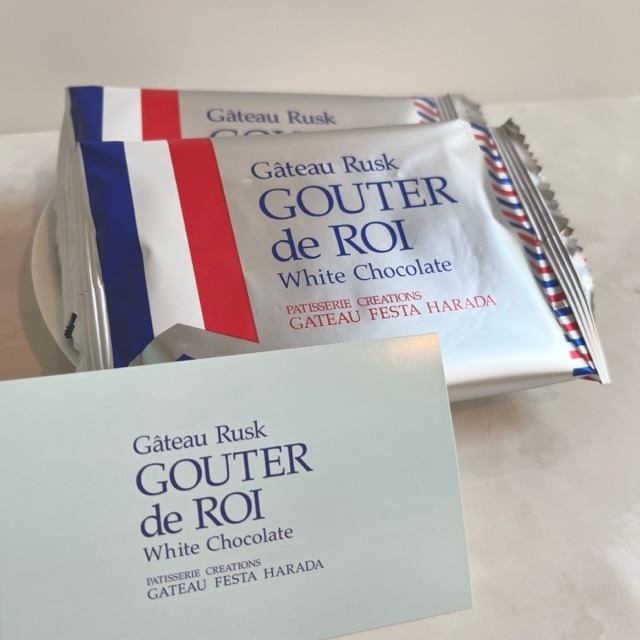 Gâteau Rusk
Gâteau Rusk
GOUTER
de ROI
White Chocolate
PATISSERIE CREATIONS
GATEAU FESTA HARADA
Gâteau Rusk
GOUTER
de ROI
White Chocolate
PATISSERIE CREATIONS
GATEAU FESTA HARADA